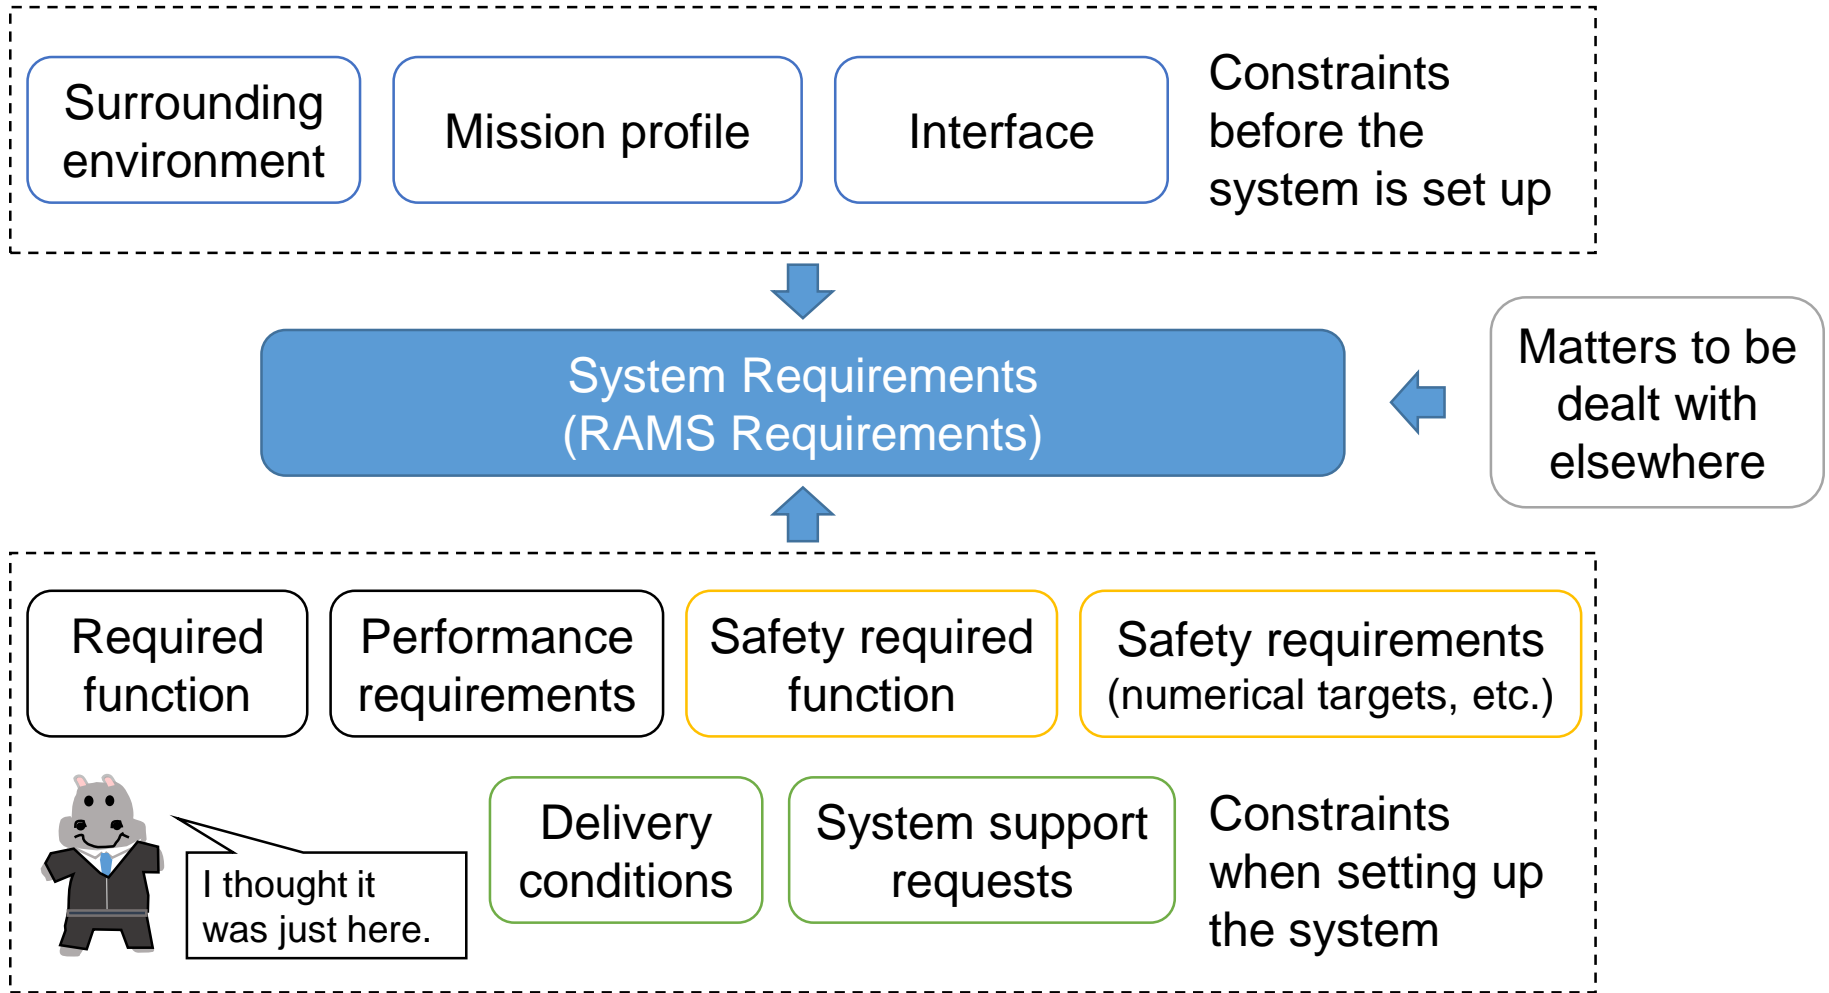 Surrounding
environment
Mission profile
Interface
Constraints
before the
system is set up
System Requirements
(RAMS Requirements)
Matters to be
dealt with
elsewhere
Required
function
Performance
requirements
Safety required
function
Safety requirements
(numerical targets, etc.)
I thought it
was just here.
Delivery
conditions
System support
requests
Constraints
when setting up
the system